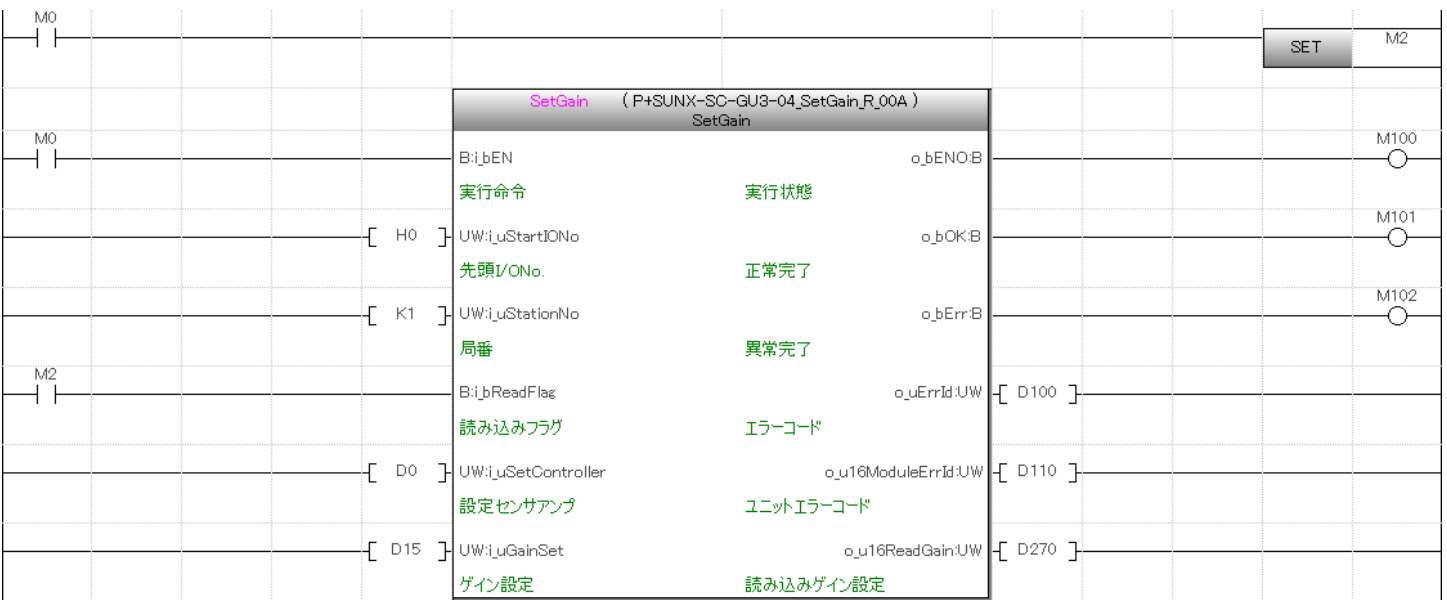 M0
SET M2
SetGain (P+SUNX-SC-GU3-04_SetGain_R_00A)
SetGain
M0 M100
B:i_bEN o_bENO:B
実行命令 実行状態
M101
H0 UW:i_uStartIONo o_bOK:B
先頭I/ONo. 正常完了
M102
K1 UW:i_uStationNo o_bErr:B
局番 異常完了
M2
B:i_bReadFlag o_uErrId:UW D100
読み込みフラグ エラーコード
D0 UW:i_uSetController o_u16ModuleErrId:UW D110
設定センサアンプ ユニットエラーコード
D15 UW:i_uGainSet o_u16ReadGain:UW D270
ゲイン設定 読み込みゲイン設定